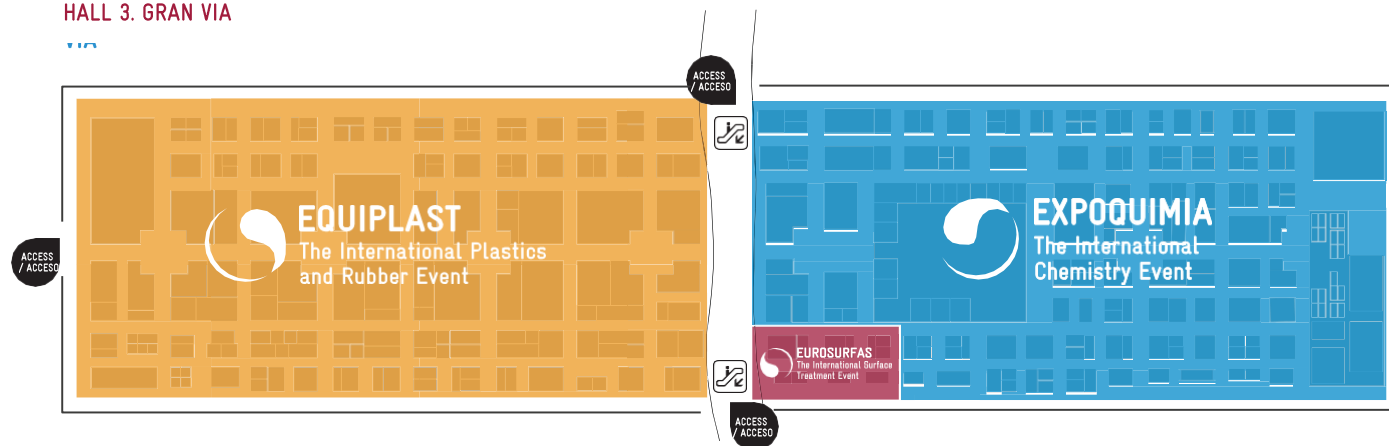 HALL 3. GRAN VIA
VIA
ACCESS
/ ACCESO
EQUIPLAST
The International Plastics
and Rubber Event
EXPOQUIMIA
The International
Chemistry Event
ACCESS
/ ACCESO
EUROSURFAS
The International Surface
Treatment Event
ACCESS
/ ACCESO